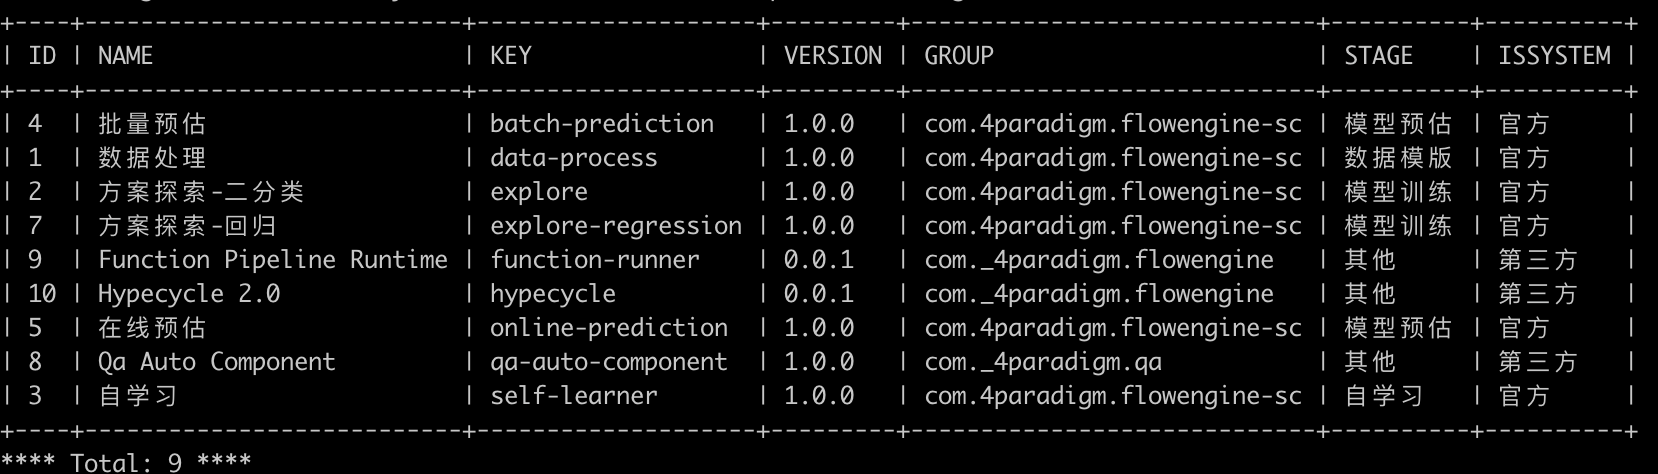 +----+---------------------------+--------------------+---------+-----------------------------+----------+----------+
| ID | NAME                      | KEY                | VERSION | GROUP                       | STAGE    | ISSYSTEM |
+----+---------------------------+--------------------+---------+-----------------------------+----------+----------+
| 4  | 批量预估                  | batch-prediction   | 1.0.0   | com.4paradigm.flowengine-sc | 模型预估 | 官方     |
| 1  | 数据处理                  | data-process       | 1.0.0   | com.4paradigm.flowengine-sc | 数据模版 | 官方     |
| 2  | 方案探索-二分类           | explore            | 1.0.0   | com.4paradigm.flowengine-sc | 模型训练 | 官方     |
| 7  | 方案探索-回归             | explore-regression | 1.0.0   | com.4paradigm.flowengine-sc | 模型训练 | 官方     |
| 9  | Function Pipeline Runtime | function-runner    | 0.0.1   | com._4paradigm.flowengine   | 其他     | 第三方   |
| 10 | Hypecycle 2.0             | hypecycle          | 0.0.1   | com._4paradigm.flowengine   | 其他     | 第三方   |
| 5  | 在线预估                  | online-prediction  | 1.0.0   | com.4paradigm.flowengine-sc | 模型预估 | 官方     |
| 8  | Qa Auto Component         | qa-auto-component  | 1.0.0   | com._4paradigm.qa           | 其他     | 第三方   |
| 3  | 自学习                    | self-learner       | 1.0.0   | com.4paradigm.flowengine-sc | 自学习   | 官方     |
+----+---------------------------+--------------------+---------+-----------------------------+----------+----------+
**** Total: 9 ****